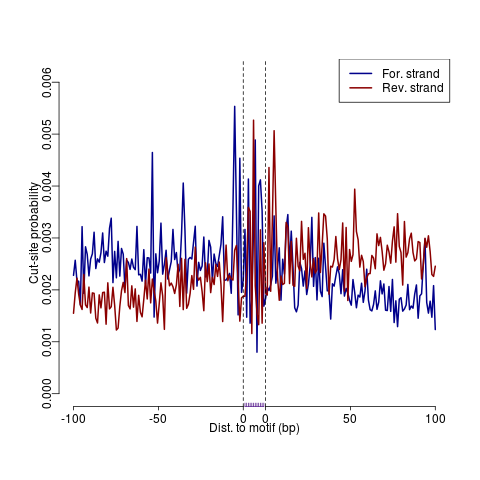 For. strand
Rev. strand
Cut-site probability
0.006
0.005
0.004
0.003
0.002
0.001
0.000
-100 -50 0 0 50 100
Dist. to motif (bp)